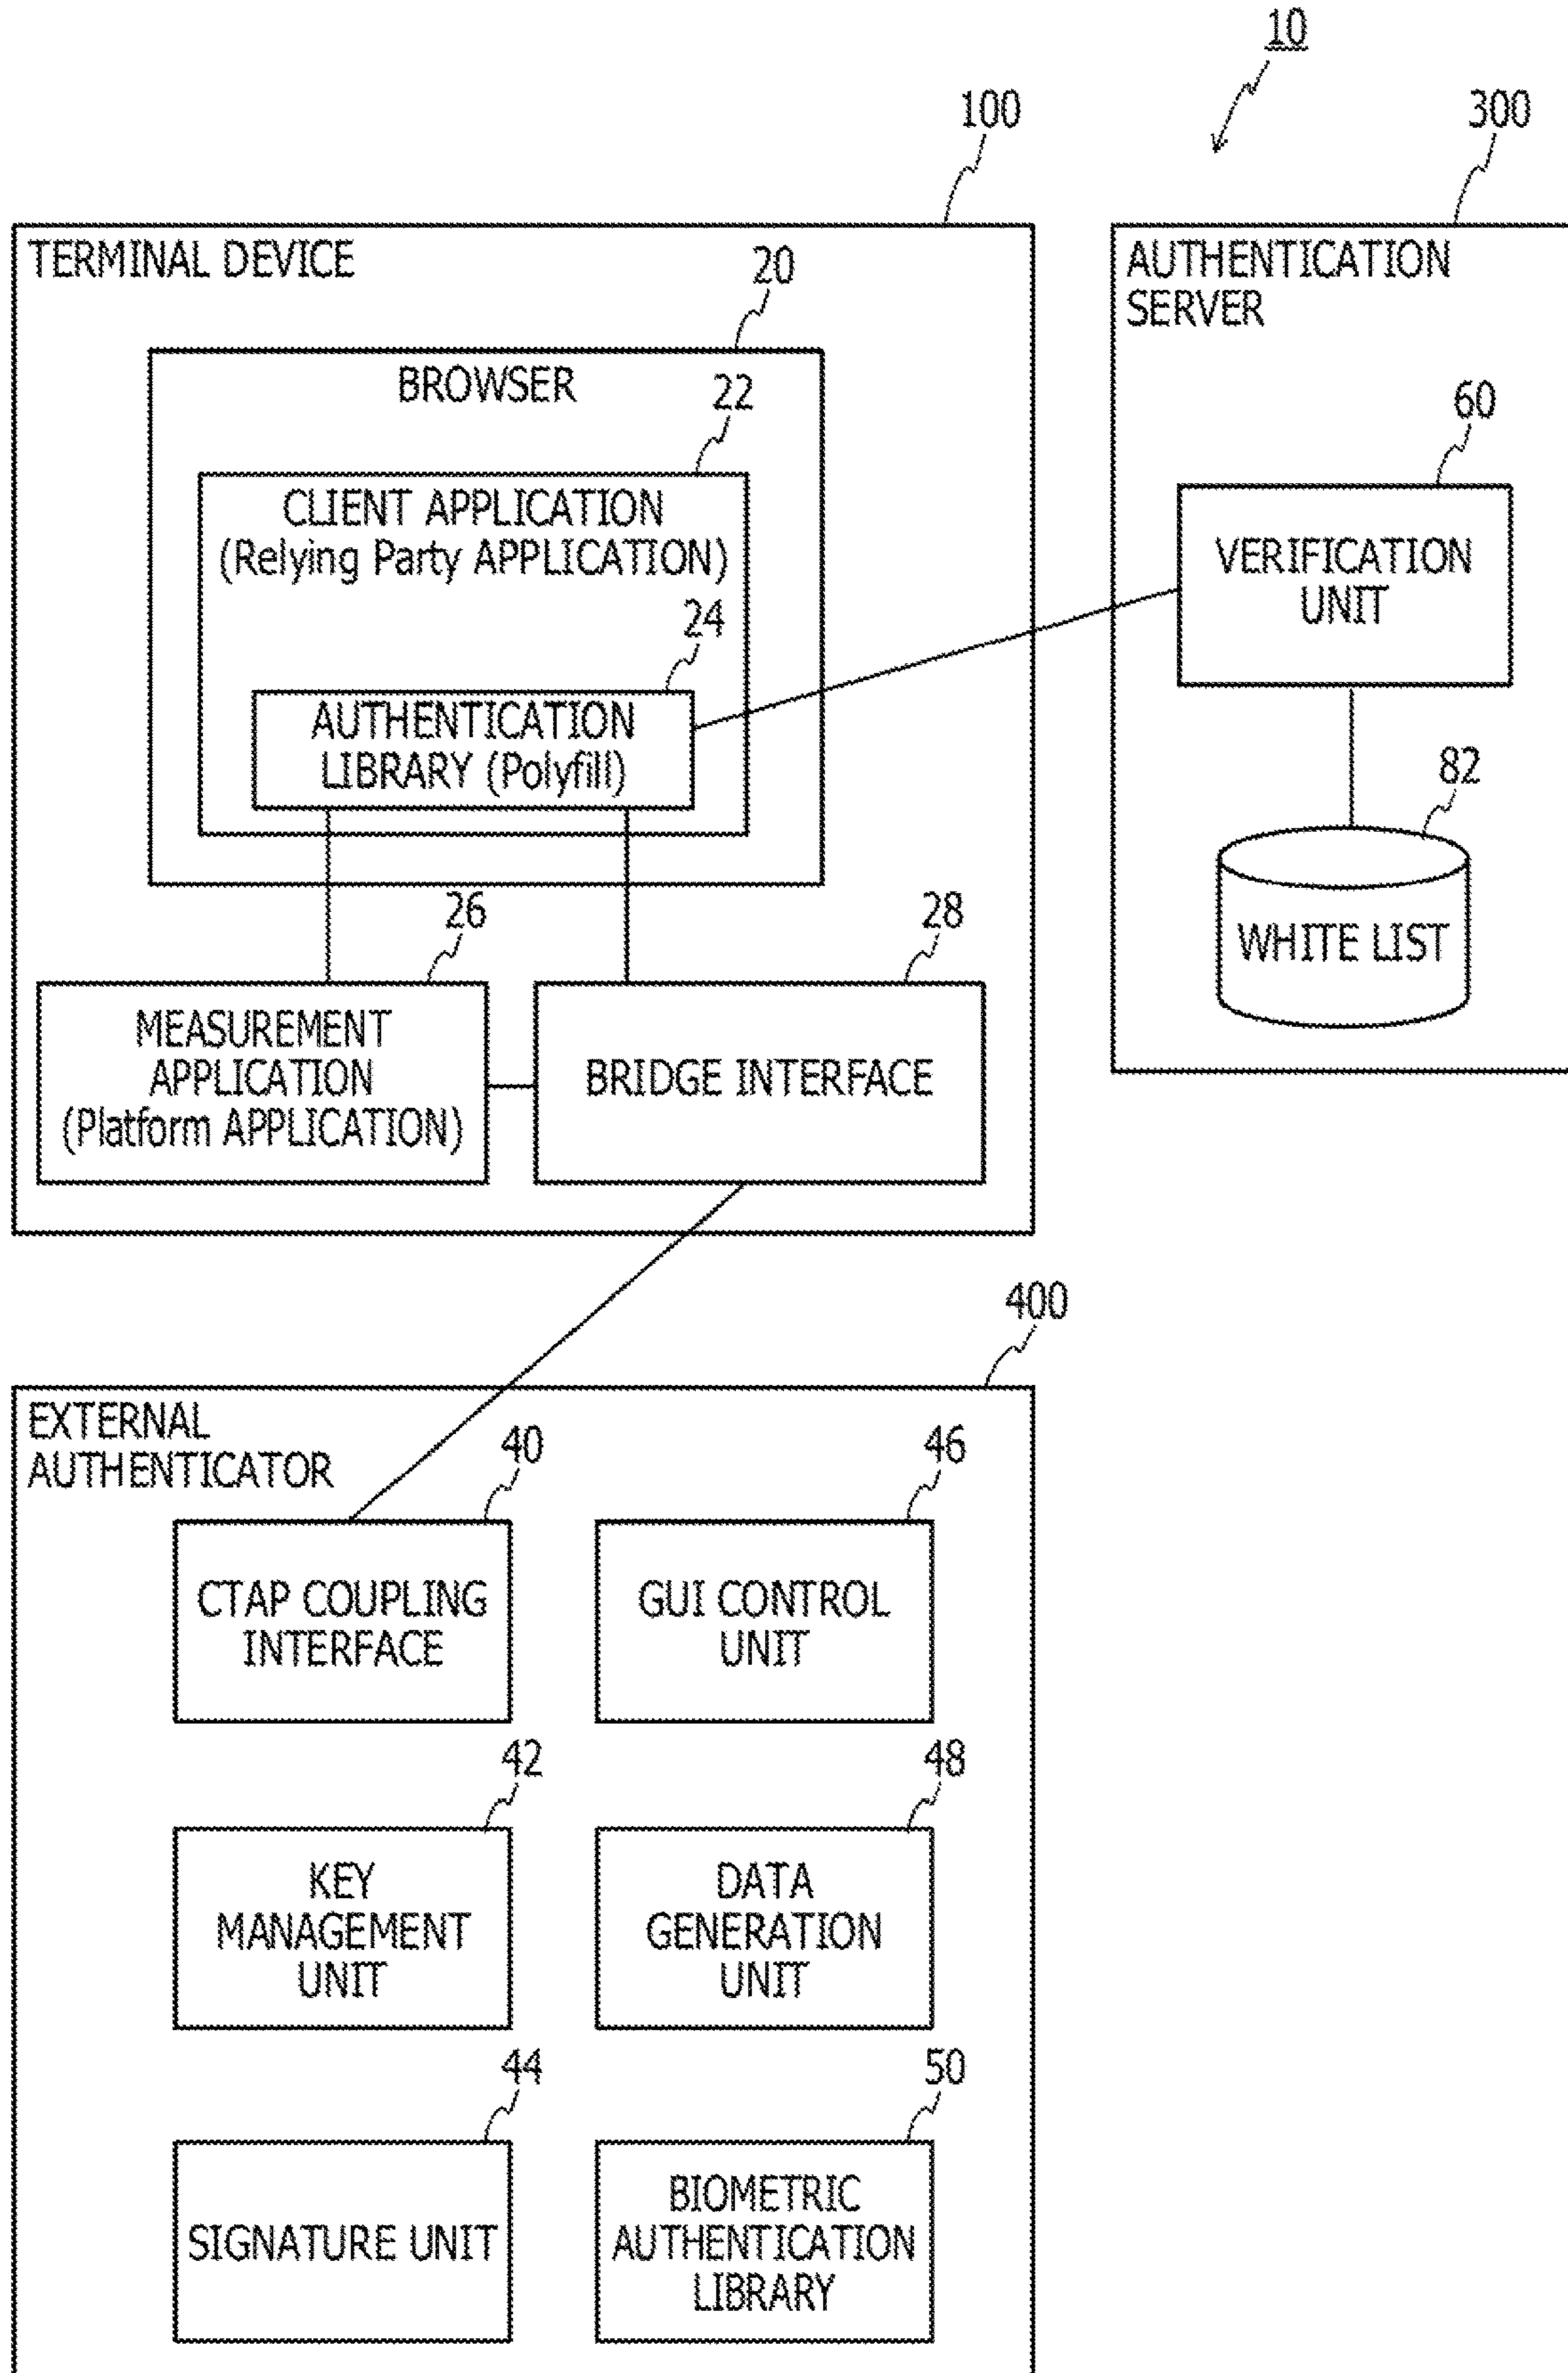 10
100
300
TERMINAL DEVICE
20
BROWSER
22
CLIENT APPLICATION
(Relying Party APPLICATION)
24
AUTHENTICATION
LIBRARY (Polyfill)
26
MEASUREMENT
APPLICATION
(Platform APPLICATION)
28
BRIDGE INTERFACE
AUTHENTICATION
SERVER
60
VERIFICATION
UNIT
82
WHITE LIST
400
EXTERNAL
AUTHENTICATOR
40
CTAP COUPLING
INTERFACE
46
GUI CONTROL
UNIT
42
KEY
MANAGEMENT
UNIT
48
DATA
GENERATION
UNIT
44
SIGNATURE UNIT
50
BIOMETRIC
AUTHENTICATION
LIBRARY